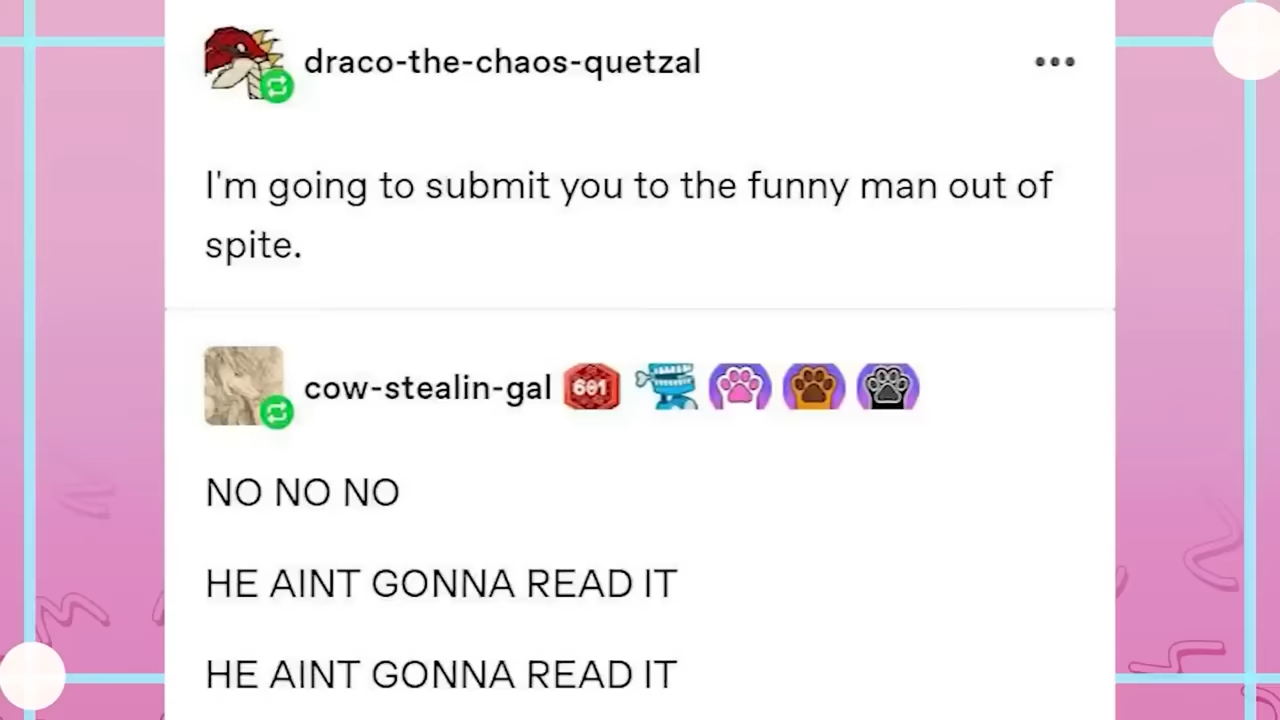 draco-the-chaos-quetzal
I'm going to submit you to the funny man out of
spite.
cow-stealin-gal 601
NO NO NO
HE AINT GONNA READ IT
HE AINT GONNA READ IT